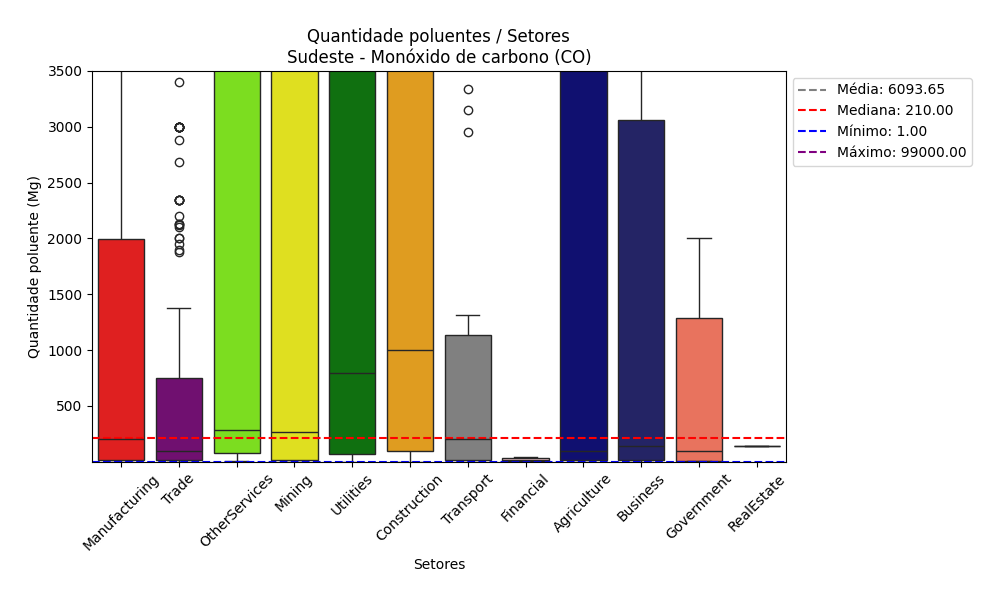 Quantidade poluentes / Setores
Sudeste - Monóxido de carbono (CO)
Quantidade poluente (Mg)
3500
3000
2500
2000
1500
1000
500
Média: 6093.65
Mediana: 210.00
Mínimo: 1.00
Máximo: 99000.00
Manufacturing
Trade
OtherServices
Mining
Utilities
Construction
Transport
Financial
Agriculture
Business
Government
RealEstate
Setores